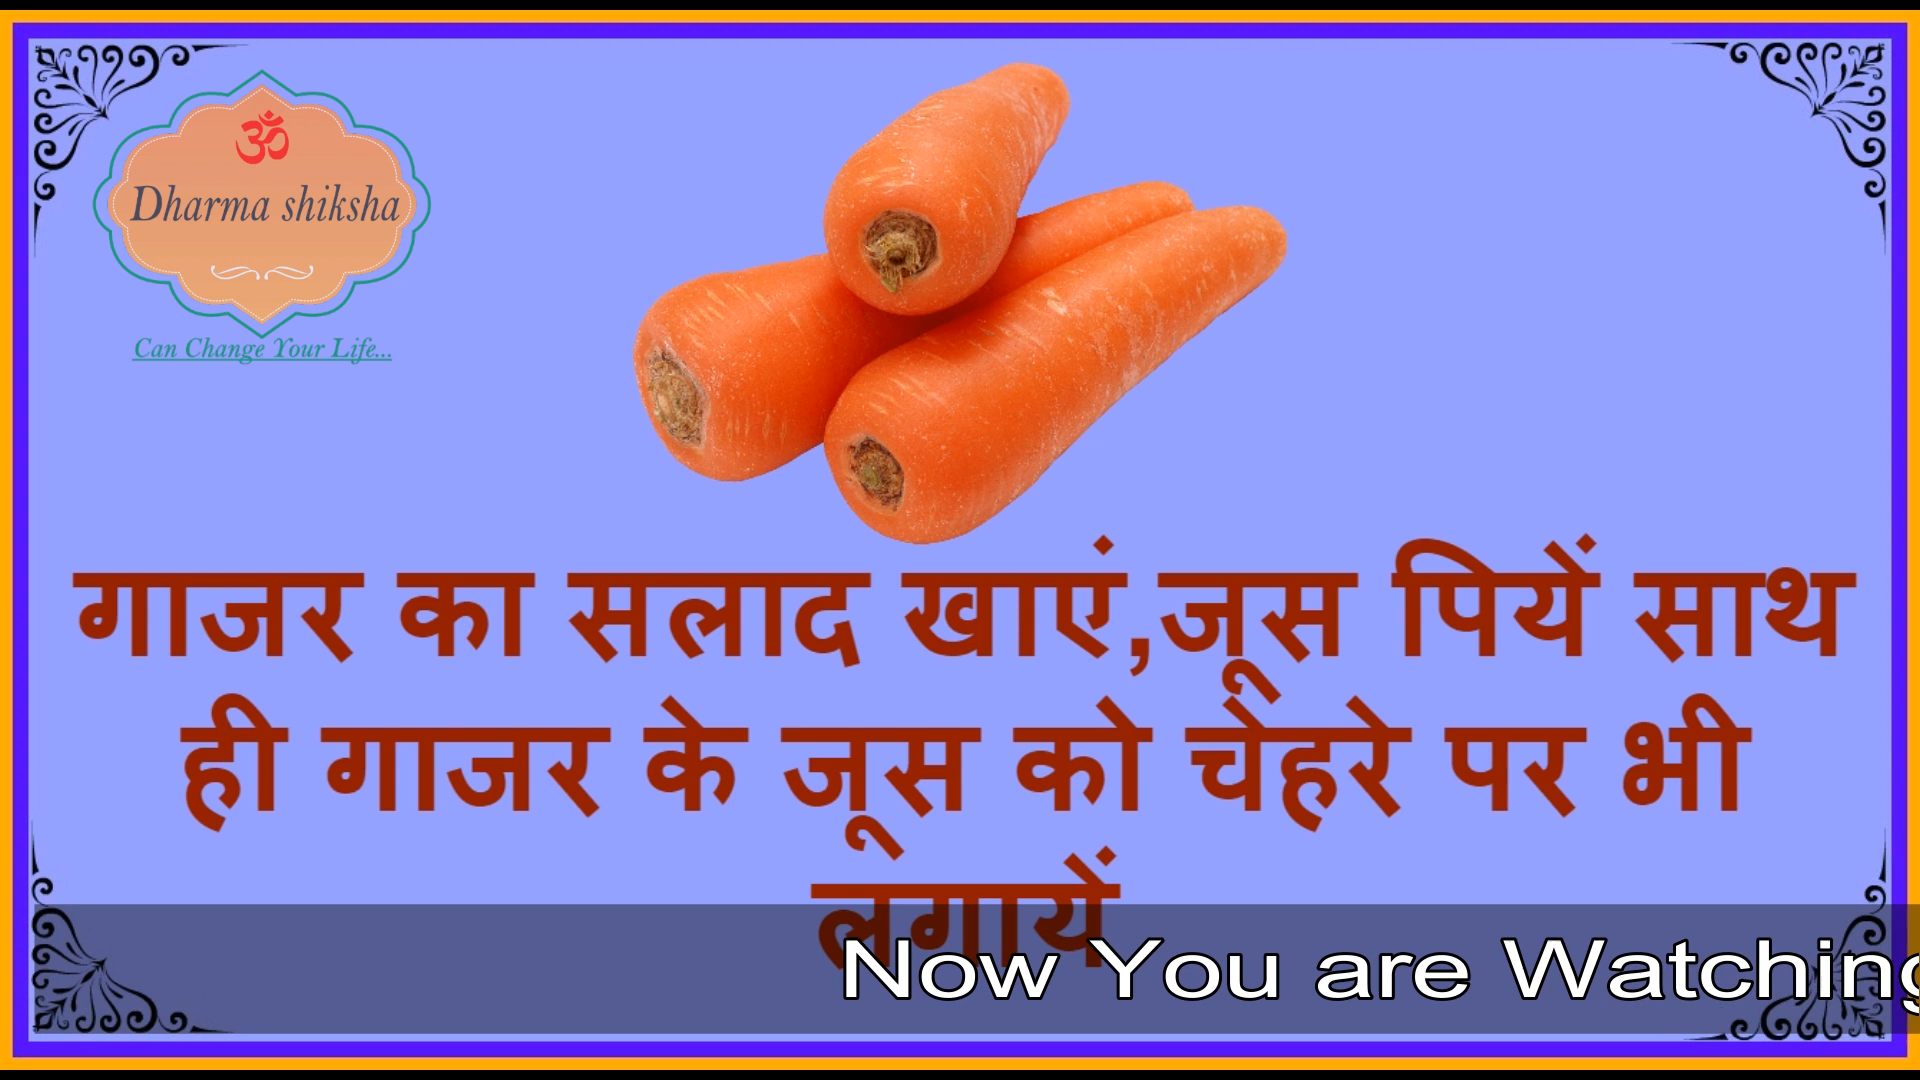 ॐ
Dharma shiksha
Can Change Your Life...
गाजर का सलाद खाएं,जूस पियें साथ
ही गाजर के जूस को चेहरे पर भी
लगायें
Now You are Watching